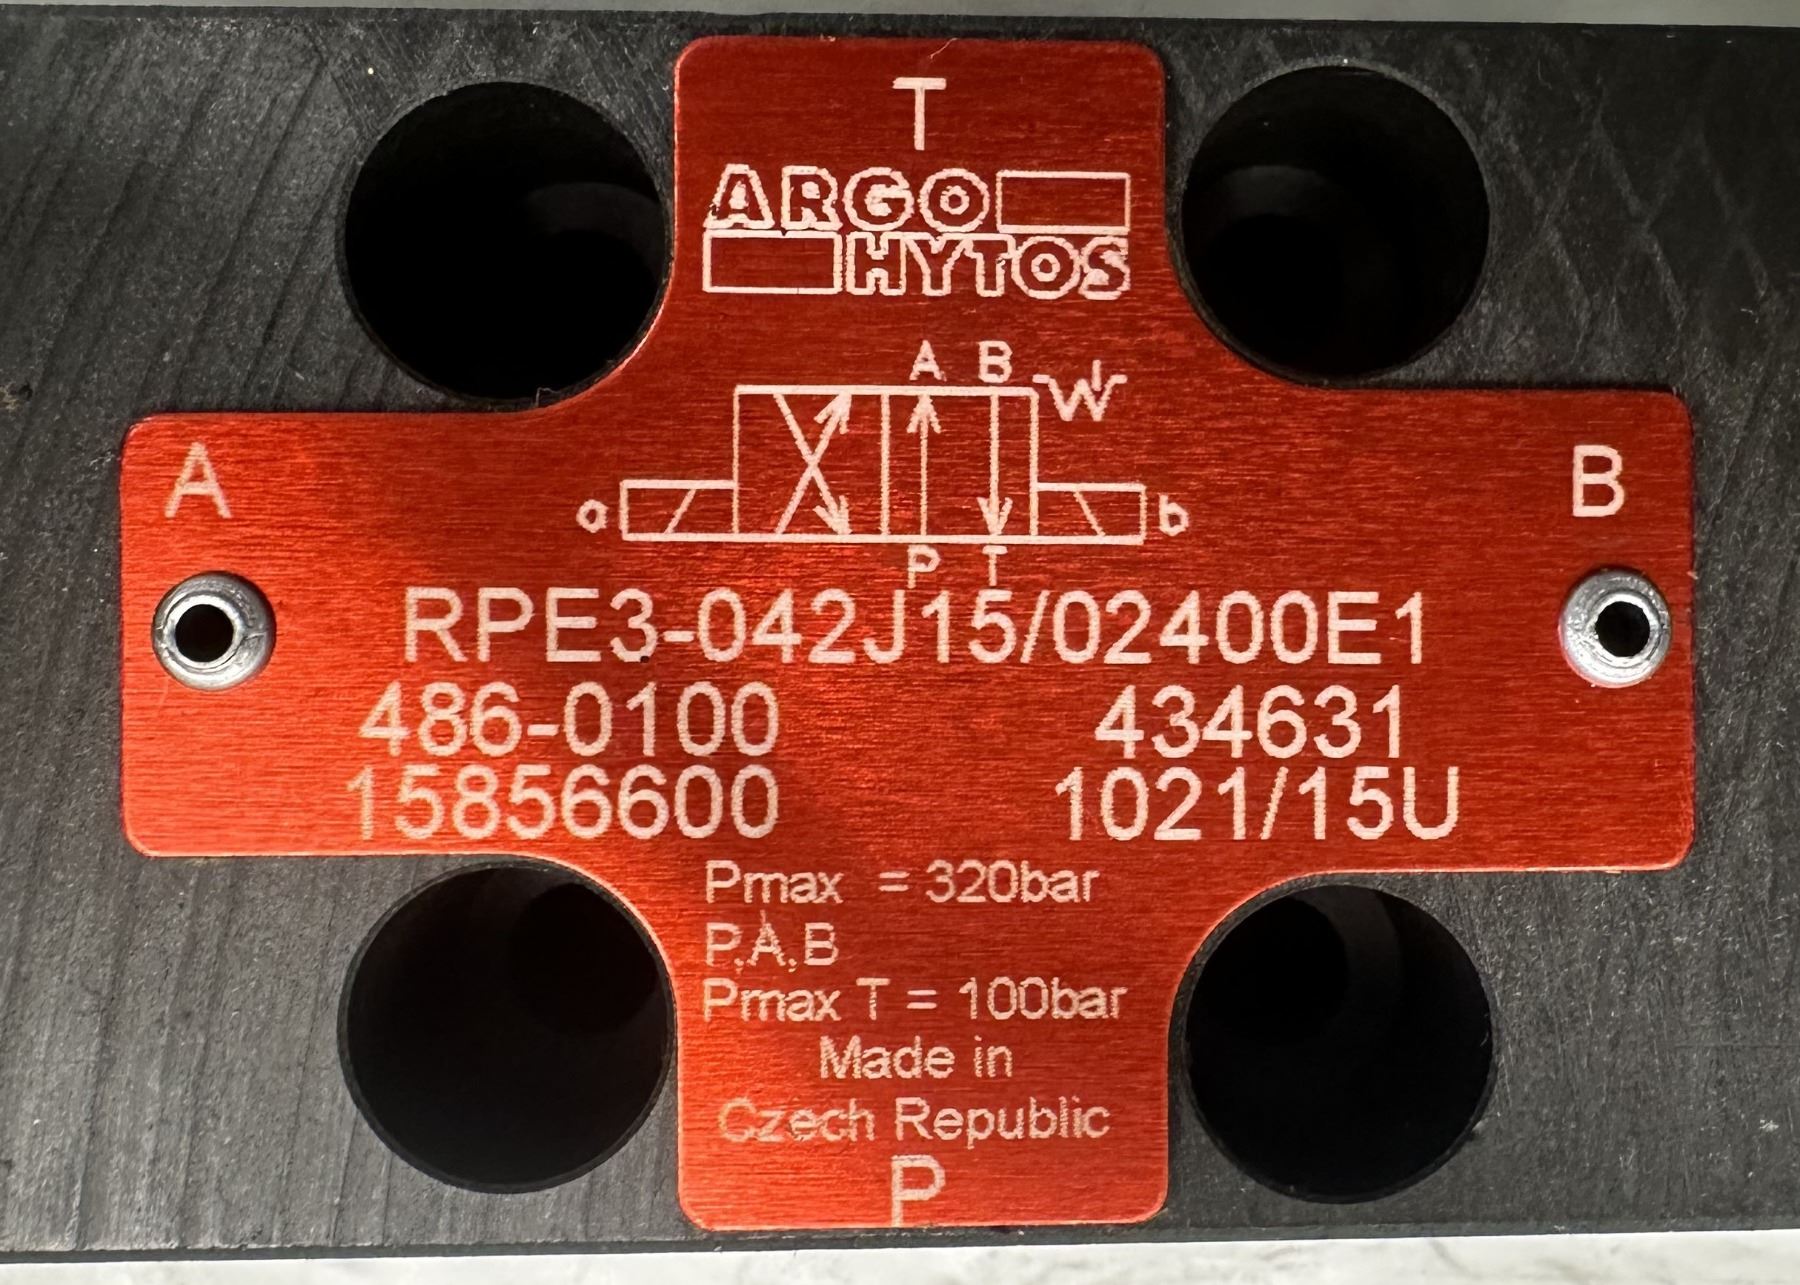 T
ARGO
HYTOS
A B
a b
P T
A B
RPE3-042J15/02400E1
486-0100 434631
15856600 1021/15U
Pmax = 320bar
P,A,B
Pmax T = 100bar
Made in
Czech Republic
P